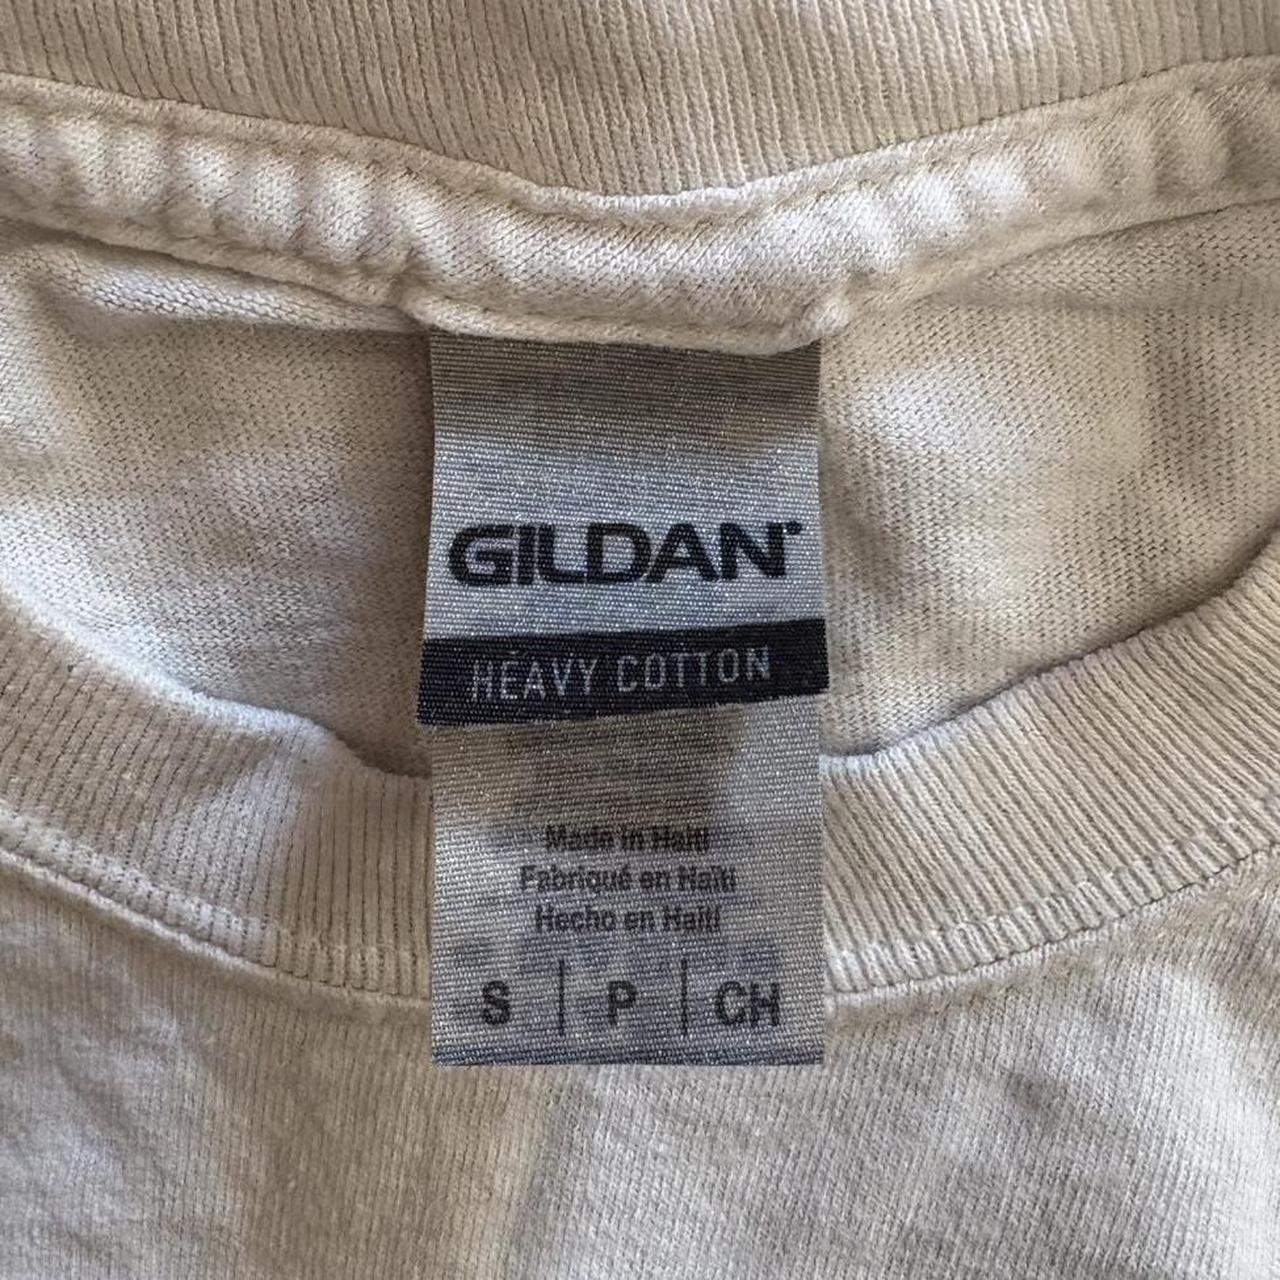 GILDAN®
HEAVY COTTON
Made in Haiti
Fabriqué en Haïti
Hecho en Haití
S | P | CH